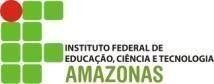 INSTITUTO FEDERAL DE
EDUCAÇÃO, CIÊNCIA E TECNOLOGIA
AMAZONAS